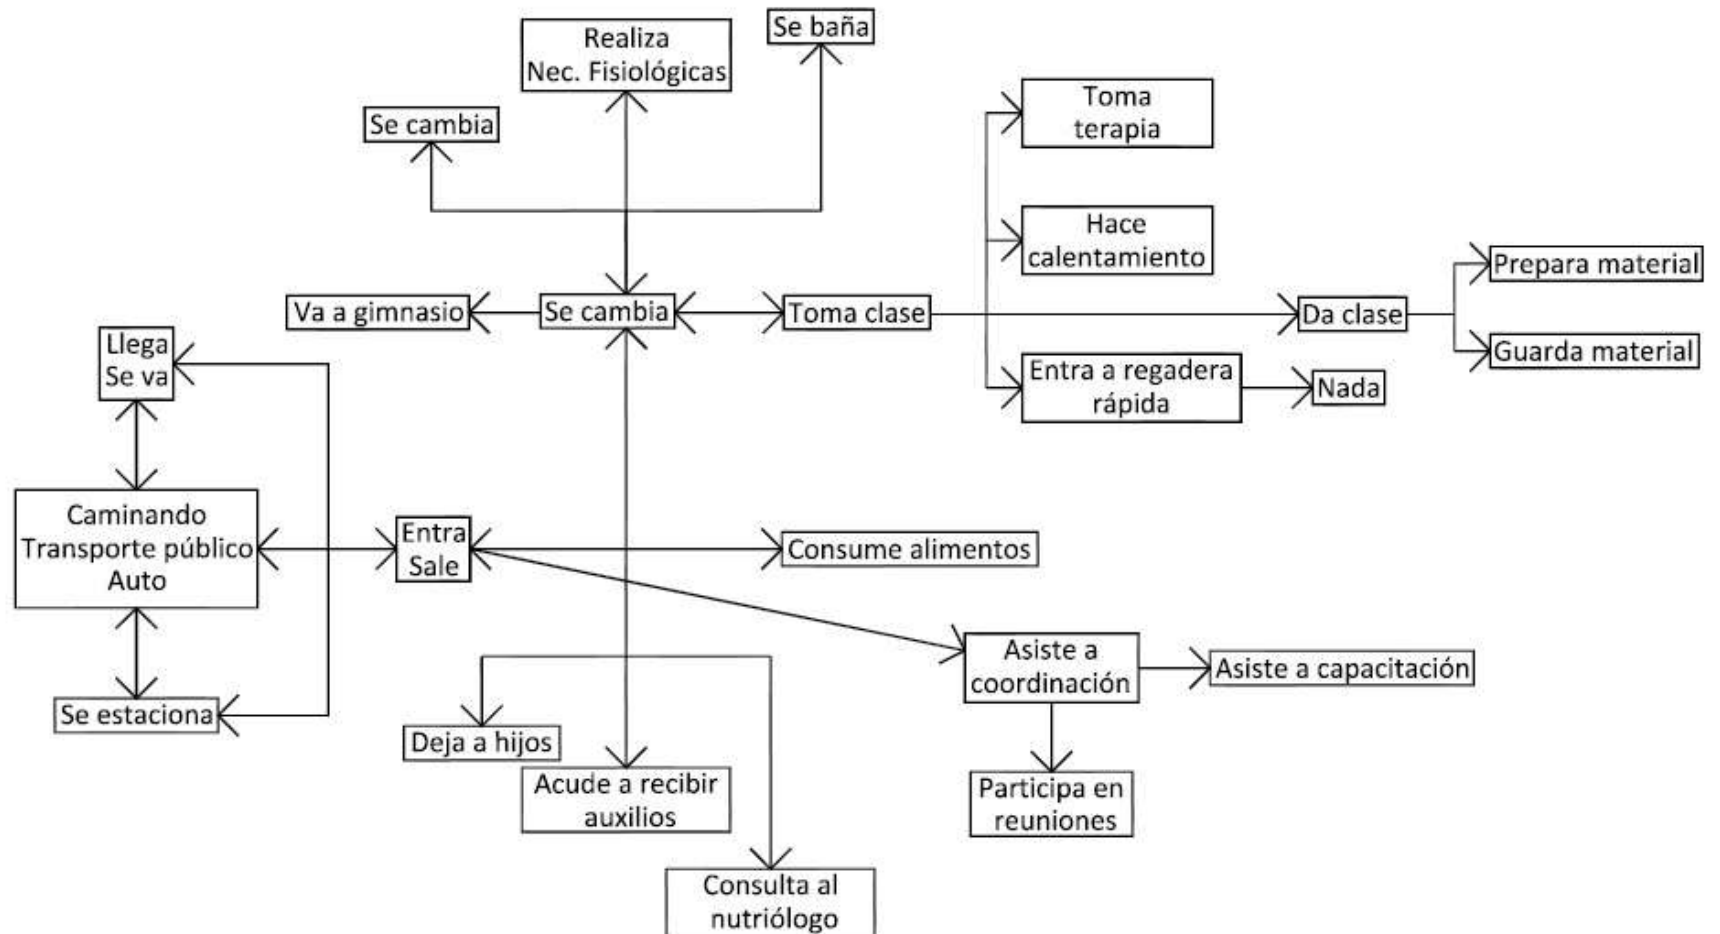 Se baña
Realiza
Nec. Fisiológicas
Se cambia
Toma
terapia
Hace
calentamiento
Prepara material
Va a gimnasio
Se cambia
Toma clase
Da clase
Guarda material
Llega
Se va
Entra a regadera
rápida
Nada
Caminando
Transporte público
Auto
Entra
Sale
Consume alimentos
Asiste a
coordinación
Asiste a capacitación
Se estaciona
Deja a hijos
Acude a recibir
auxilios
Participa en
reuniones
Consulta al
nutriólogo